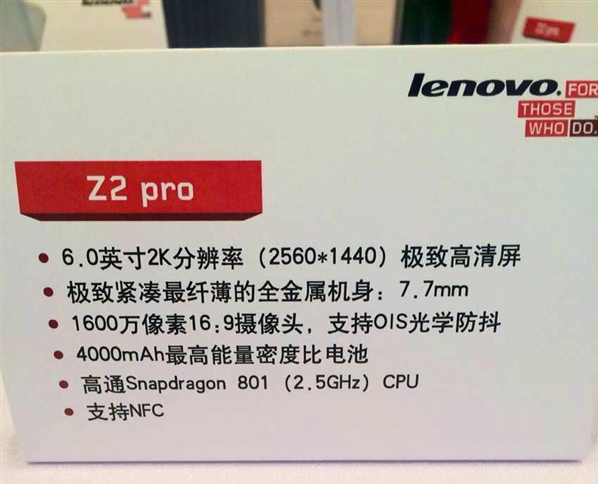 lenovo
Z2 pro
lenovo. FOR
THOSE
WHO DO.
Z2 pro
6.0英寸2K分辨率（2560*1440）极致高清屏
极致紧凑最纤薄的全金属机身：7.7mm
1600万像素16:9摄像头，支持OIS光学防抖
4000mAh最高能量密度比电池
高通Snapdragon 801（2.5GHz）CPU
支持NFC